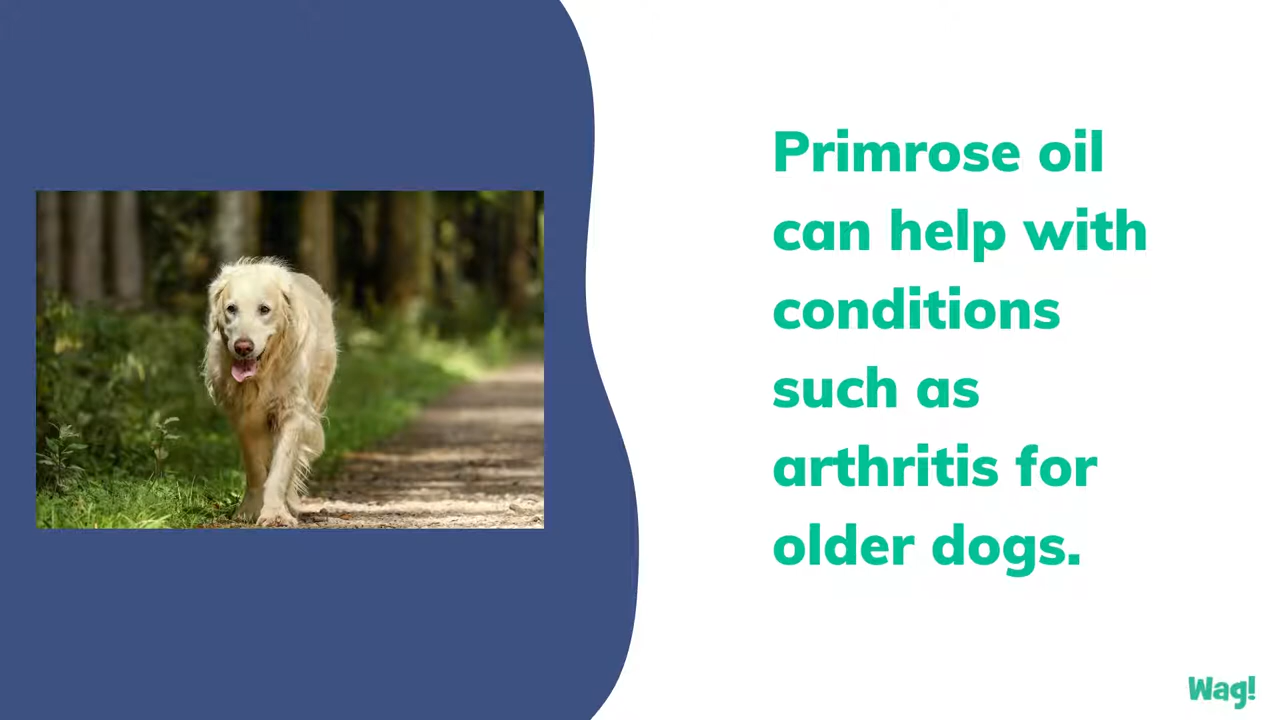 Primrose oil
can help with
conditions
such as
arthritis for
older dogs.
Wag!